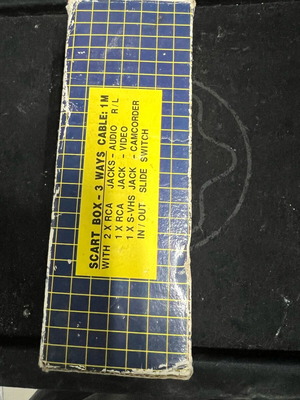 SCART BOX - 3 WAYS CABLE: 1M
WITH 2 X RCA JACKS - AUDIO R / L
1 X RCA JACK - VIDEO
1 X S-VHS JACK - CAMCORDER
IN / OUT SLIDE SWITCH